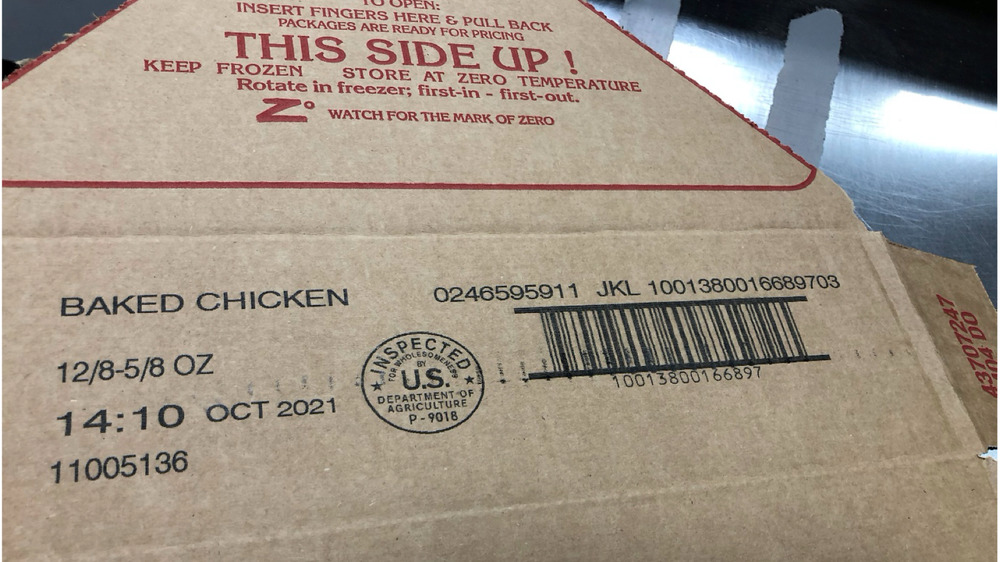 TO OPEN:
INSERT FINGERS HERE & PULL BACK
PACKAGES ARE READY FOR PRICING
THIS SIDE UP !
KEEP FROZEN STORE AT ZERO TEMPERATURE
Rotate in freezer; first-in - first-out.
Z° WATCH FOR THE MARK OF ZERO
BAKED CHICKEN
0246595911 JKL 1001380016689703
12/8-5/8 OZ
INSPECTED
FOR WHOLESOMENESS
BY
U.S.
DEPARTMENT OF
AGRICULTURE
P-9018
10013800166897
14:10 OCT 2021
11005136